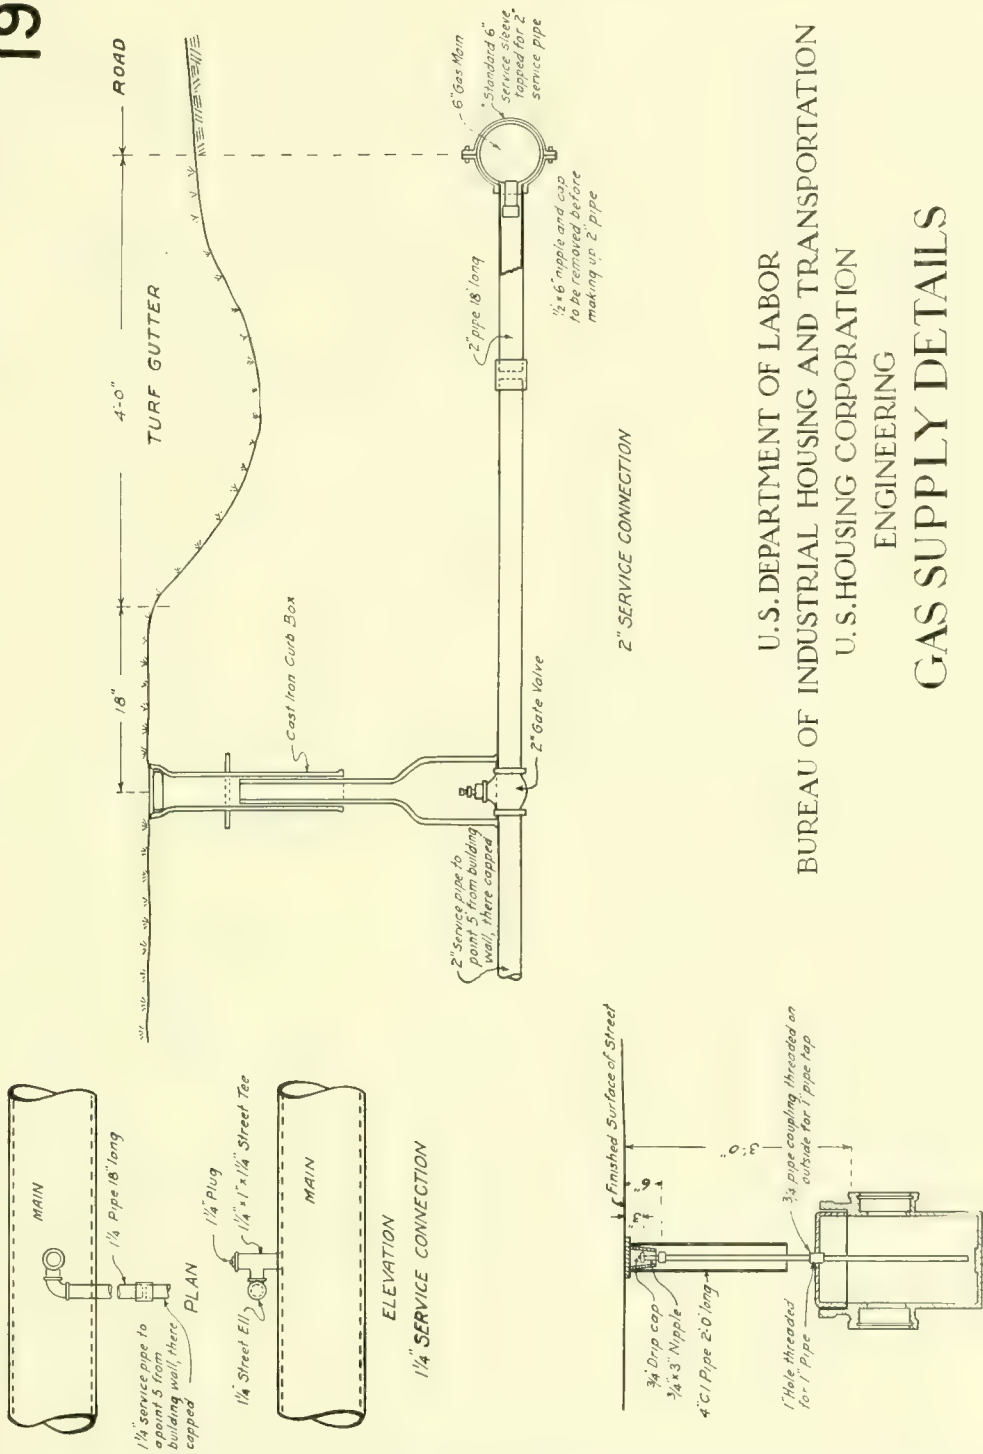 19
MAIN
1¼" Pipe 18" long
1¼" service pipe to
a point 5' from
building wall, there
capped
PLAN
1¼" Plug
1¼" x 1" x 1¼" Street Tee
1¼" Street Ell
MAIN
ELEVATION
1¼" SERVICE CONNECTION
18"
4'-0"
ROAD
TURF GUTTER
Cast Iron Curb Box
6" Gas Main
Standard 6"
service sleeve
tapped for 2"
service pipe
2" pipe 18" long
½" x 6" nipple and cap
to be removed before
making up 2" pipe
2" Service pipe to
point 5' from building
wall, there capped
2" Gate Valve
2" SERVICE CONNECTION
Finished Surface of Street
3"
9"
3'-0"
¾" Drip cap
¾" x 3" Nipple
4" C I Pipe 2'-0" long
1" Hole threaded
for 1" Pipe
¾" pipe coupling threaded on
outside for 1" pipe tap
U.S. DEPARTMENT OF LABOR
BUREAU OF INDUSTRIAL HOUSING AND TRANSPORTATION
U.S. HOUSING CORPORATION
ENGINEERING
GAS SUPPLY DETAILS